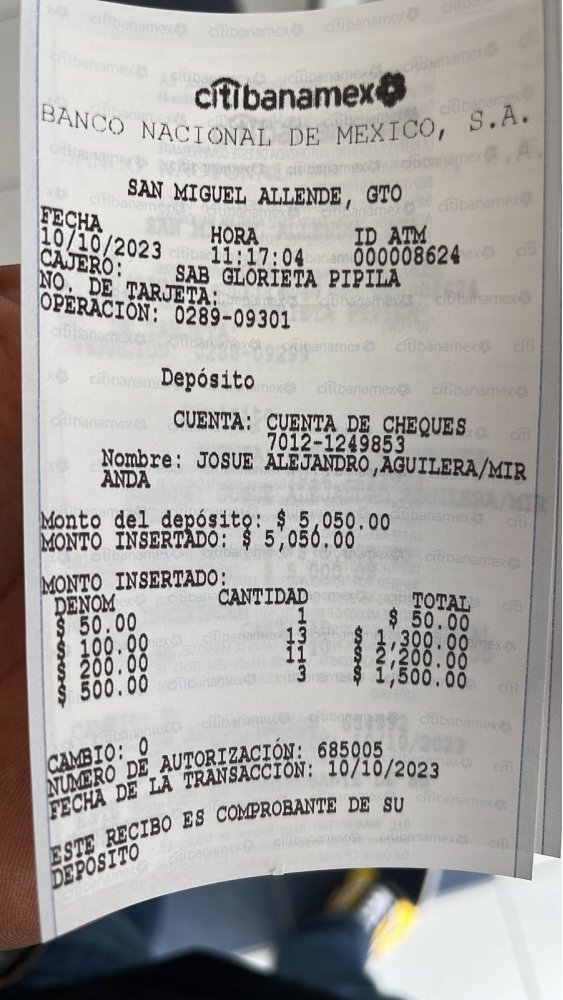 citibanamex
BANCO NACIONAL DE MEXICO, S.A.
SAN MIGUEL ALLENDE, GTO
FECHA HORA ID ATM
10/10/2023 11:17:04 000008624
CAJERO: SAB GLORIETA PIPILA
NO. DE TARJETA:
OPERACIÓN: 0289-09301
Depósito
CUENTA: CUENTA DE CHEQUES
7012-1249853
Nombre: JOSUE ALEJANDRO,AGUILERA/MIR
ANDA
Monto del depósito: $ 5,050.00
MONTO INSERTADO: $ 5,050.00
MONTO INSERTADO:
DENOM CANTIDAD TOTAL
$ 50.00 1 $ 50.00
$ 100.00 13 $ 1,300.00
$ 200.00 11 $ 2,200.00
$ 500.00 3 $ 1,500.00
CAMBIO: 0
NUMERO DE AUTORIZACIÓN: 685005
FECHA DE LA TRANSACCIÓN: 10/10/2023
ESTE RECIBO ES COMPROBANTE DE SU
DEPOSITO